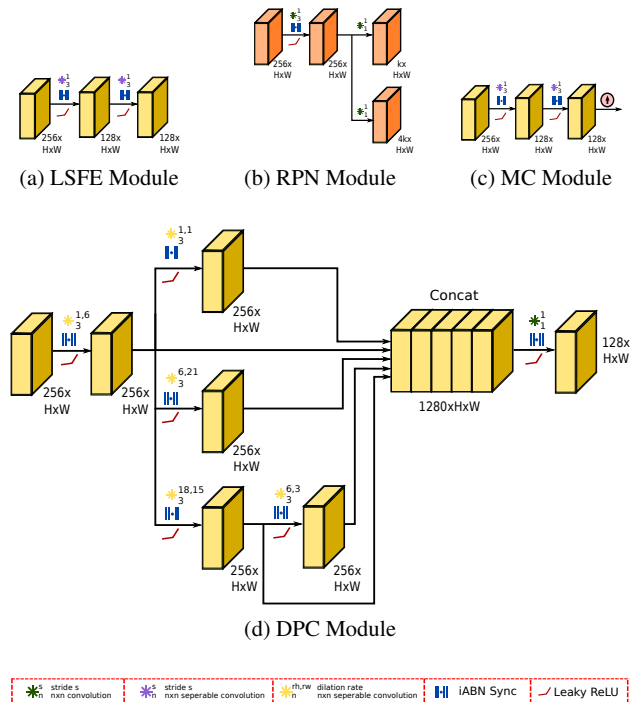 1
3
1
3
256x
HxW
128x
HxW
128x
HxW
(a) LSFE Module
1
3
1
1
1
1
256x
HxW
256x
HxW
kx
HxW
4kx
HxW
(b) RPN Module
1
3
1
3
256x
HxW
128x
HxW
128x
HxW
(c) MC Module
1,6
3
256x
HxW
256x
HxW
1,1
3
256x
HxW
6,21
3
256x
HxW
18,15
3
256x
HxW
6,3
3
256x
HxW
Concat
1280xHxW
1
1
128x
HxW
(d) DPC Module
s
n
stride s
nxn convolution
s
n
stride s
nxn seperable convolution
rh,rw
n
dilation rate
nxn seperable convolution
iABN Sync
Leaky ReLU